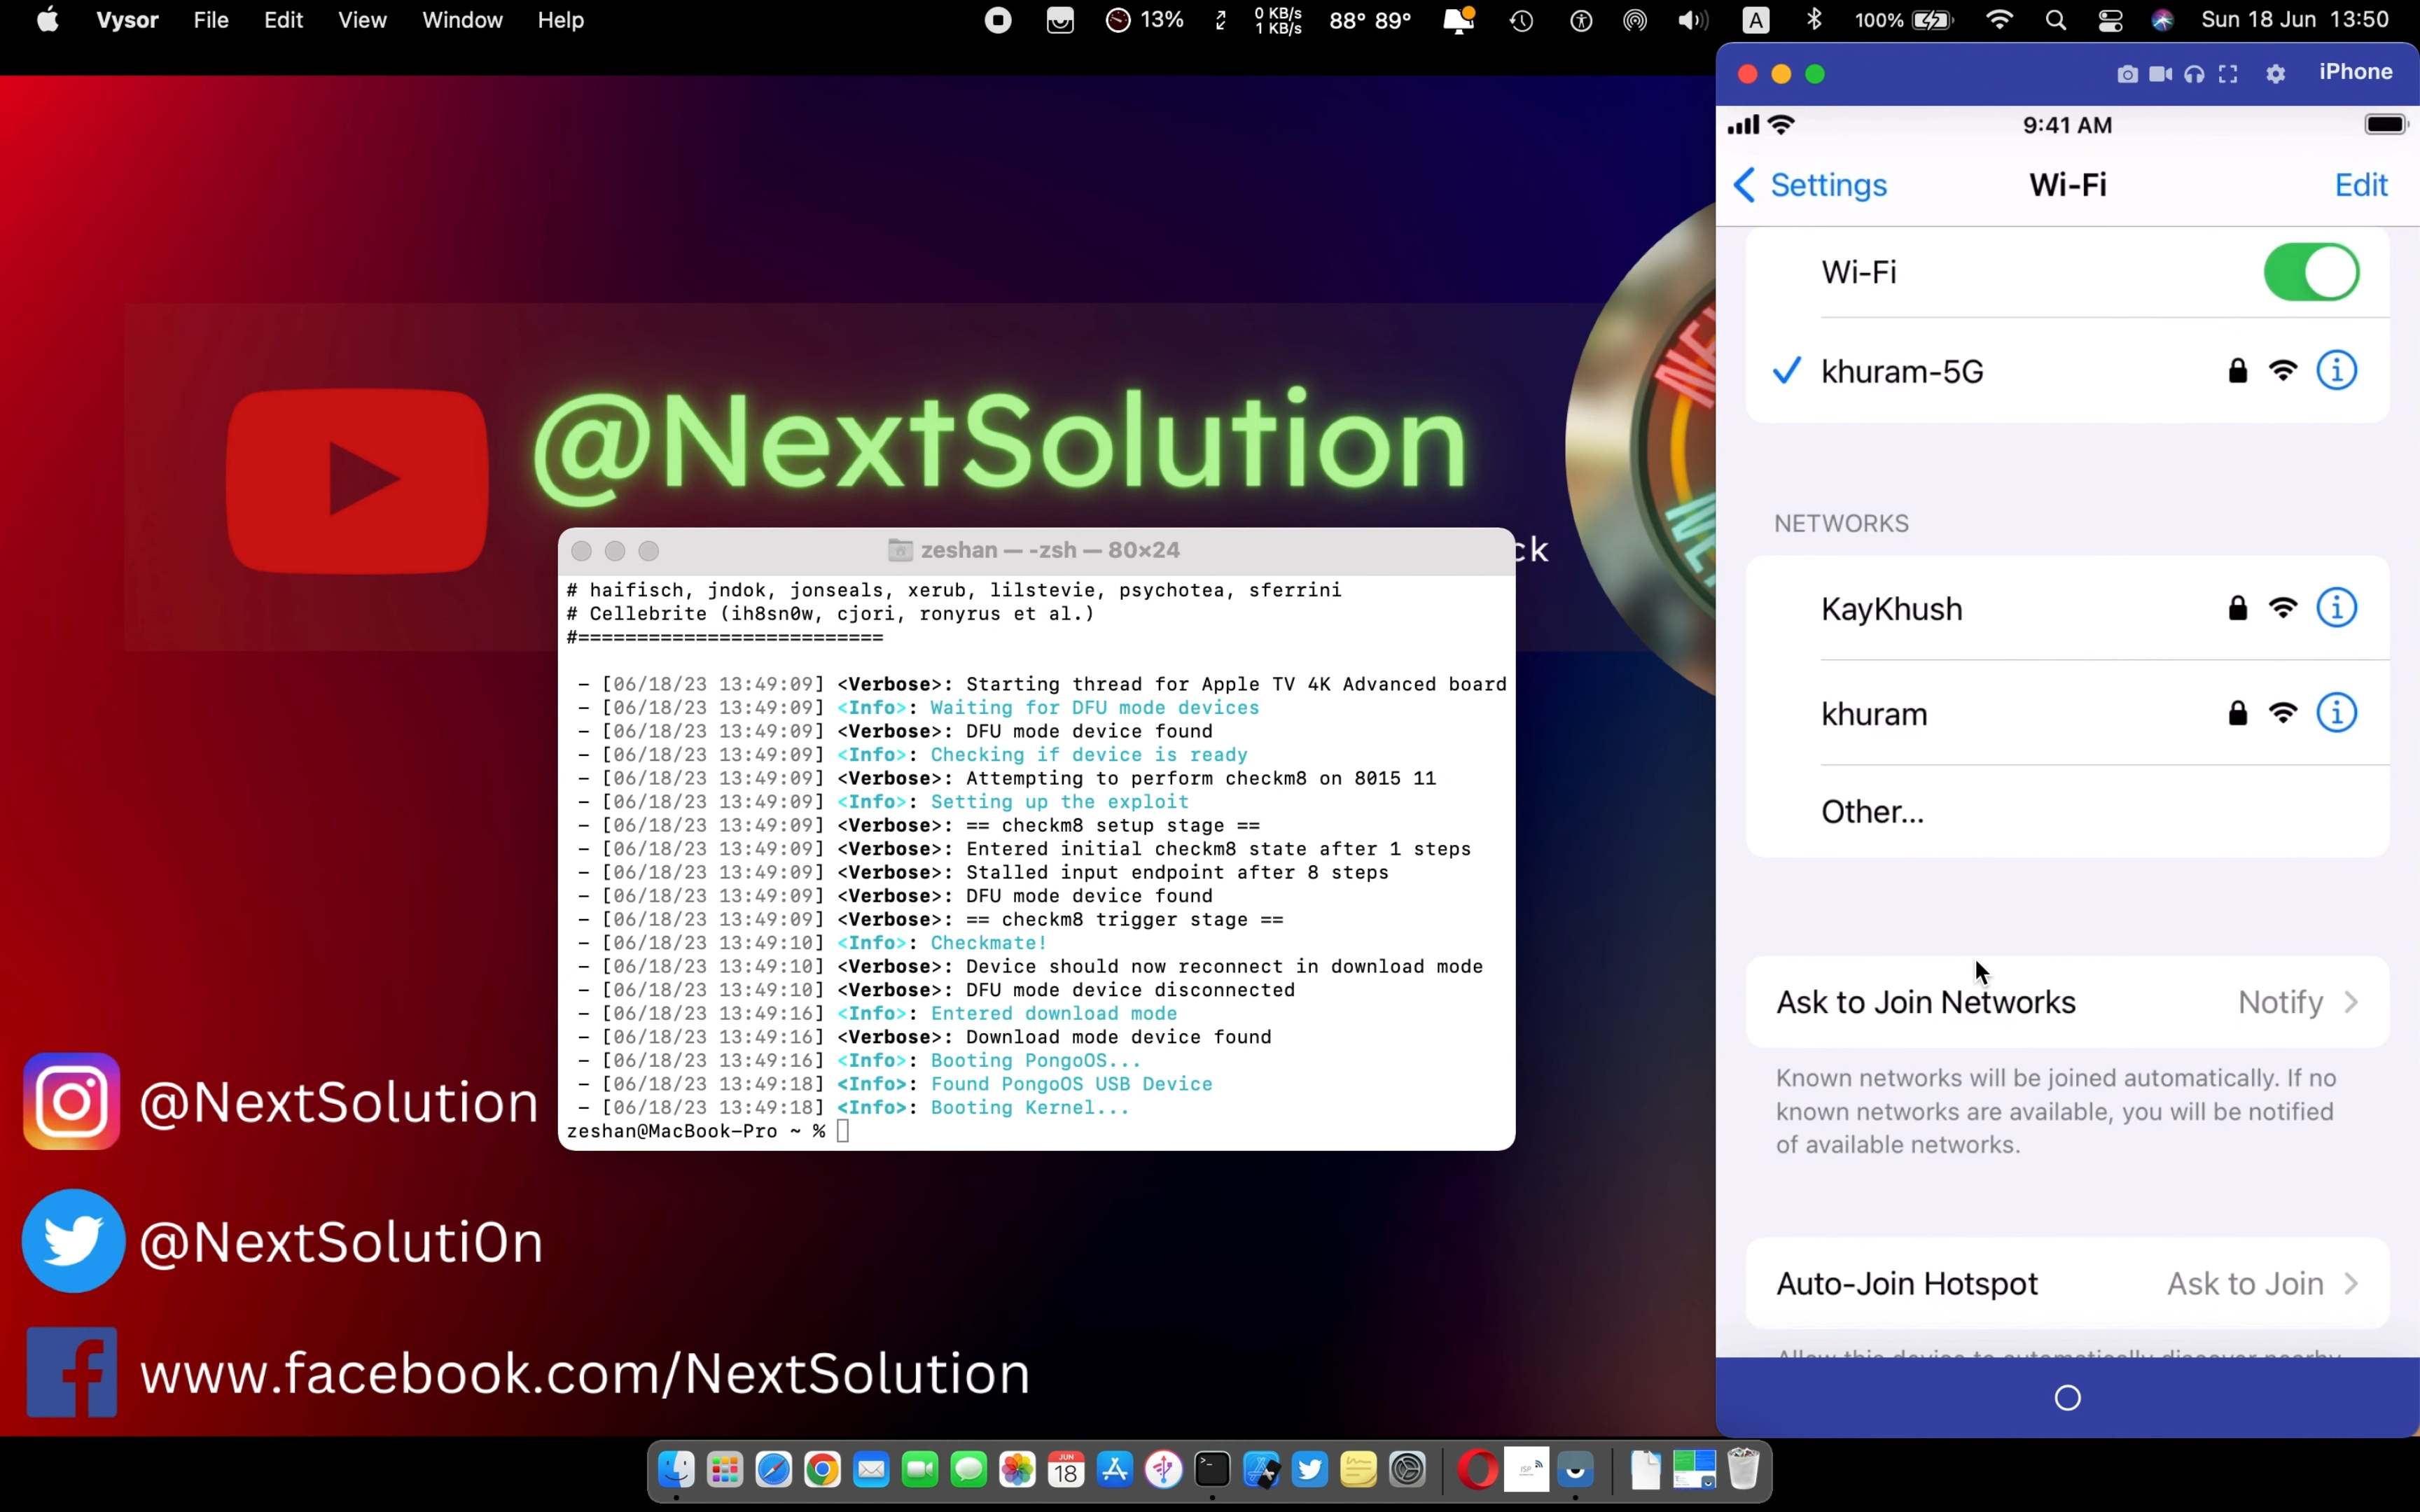 Vysor File Edit View Window Help
13%
0 KB/s
1 KB/s
88° 89°
A
100%
Sun 18 Jun 13:50
@NextSolution
ck
zeshan — -zsh — 80×24
# haifisch, jndok, jonseals, xerub, lilstevie, psychotea, sferrini
# Cellebrite (ih8sn0w, cjori, ronyrus et al.)
#==========================
- [06/18/23 13:49:09] <Verbose>: Starting thread for Apple TV 4K Advanced board
- [06/18/23 13:49:09] <Info>: Waiting for DFU mode devices
- [06/18/23 13:49:09] <Verbose>: DFU mode device found
- [06/18/23 13:49:09] <Info>: Checking if device is ready
- [06/18/23 13:49:09] <Verbose>: Attempting to perform checkm8 on 8015 11
- [06/18/23 13:49:09] <Info>: Setting up the exploit
- [06/18/23 13:49:09] <Verbose>: == checkm8 setup stage ==
- [06/18/23 13:49:09] <Verbose>: Entered initial checkm8 state after 1 steps
- [06/18/23 13:49:09] <Verbose>: Stalled input endpoint after 8 steps
- [06/18/23 13:49:09] <Verbose>: DFU mode device found
- [06/18/23 13:49:09] <Verbose>: == checkm8 trigger stage ==
- [06/18/23 13:49:10] <Info>: Checkmate!
- [06/18/23 13:49:10] <Verbose>: Device should now reconnect in download mode
- [06/18/23 13:49:10] <Verbose>: DFU mode device disconnected
- [06/18/23 13:49:16] <Info>: Entered download mode
- [06/18/23 13:49:16] <Verbose>: Download mode device found
- [06/18/23 13:49:16] <Info>: Booting PongoOS...
- [06/18/23 13:49:18] <Info>: Found PongoOS USB Device
- [06/18/23 13:49:18] <Info>: Booting Kernel...
zeshan@MacBook-Pro ~ %
@NextSolution
@NextSoluti0n
www.facebook.com/NextSolution
iPhone
9:41 AM
Settings
Wi-Fi
Edit
Wi-Fi
khuram-5G
NETWORKS
KayKhush
khuram
Other...
Ask to Join Networks Notify
Known networks will be joined automatically. If no
known networks are available, you will be notified
of available networks.
Auto-Join Hotspot Ask to Join
Allow this device to automatically discover nearby
JUN
18